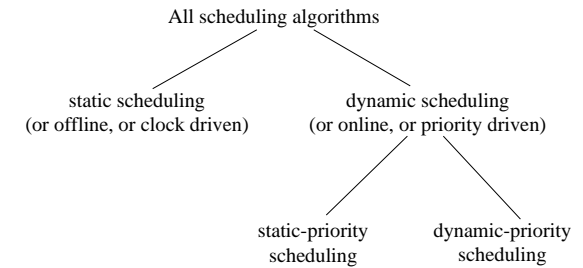 All scheduling algorithms
static scheduling
(or offline, or clock driven)
dynamic scheduling
(or online, or priority driven)
static-priority
scheduling
dynamic-priority
scheduling